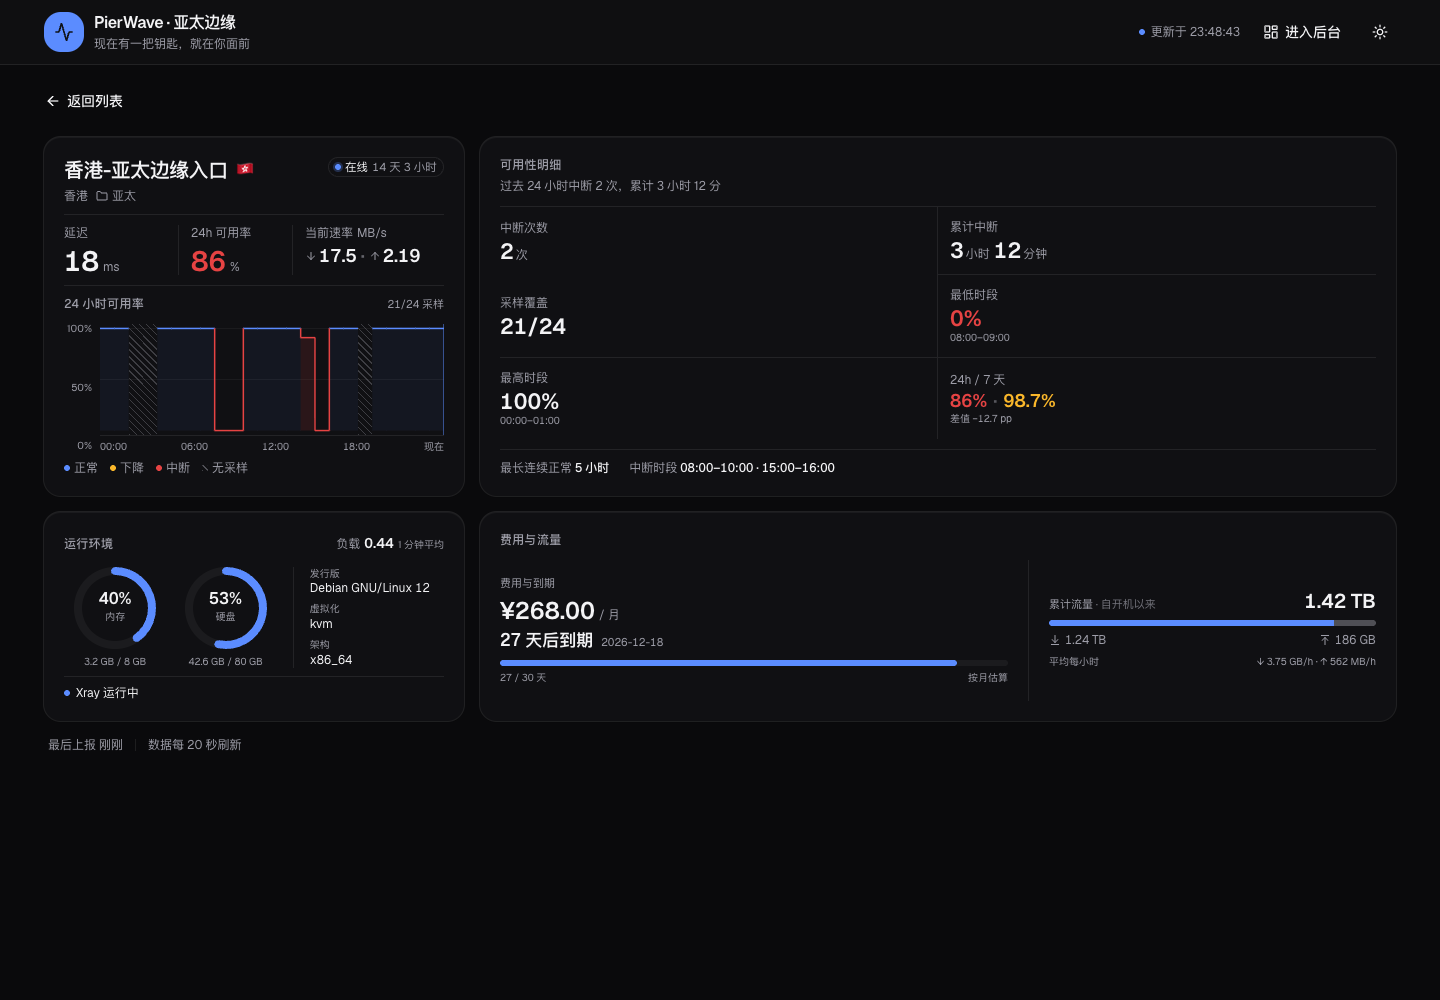 PierWave · 亚太边缘
现在有一把钥匙，就在你面前
更新于 23:48:43
进入后台
返回列表
香港-亚太边缘入口
在线 14 天 3 小时
香港 亚太
延迟
18 ms
24h 可用率
86 %
当前速率 MB/s
↓ 17.5 · ↑ 2.19
24 小时可用率
21/24 采样
100%
50%
0%
00:00 06:00 12:00 18:00 现在
正常 下降 中断 无采样
可用性明细
过去 24 小时中断 2 次，累计 3 小时 12 分
中断次数
2 次
累计中断
3 小时 12 分钟
采样覆盖
21/24
最低时段
0%
08:00–09:00
最高时段
100%
00:00–01:00
24h / 7 天
86% · 98.7%
差值 −12.7 pp
最长连续正常 5 小时 中断时段 08:00–10:00 · 15:00–16:00
运行环境
负载 0.44 1 分钟平均
40%
内存
3.2 GB / 8 GB
53%
硬盘
42.6 GB / 80 GB
发行版
Debian GNU/Linux 12
虚拟化
kvm
架构
x86_64
Xray 运行中
费用与流量
费用与到期
¥268.00 / 月
27 天后到期 2026-12-18
27 / 30 天
按月估算
累计流量 · 自开机以来
1.42 TB
1.24 TB
186 GB
平均每小时
↓ 3.75 GB/h · ↑ 562 MB/h
最后上报 刚刚
数据每 20 秒刷新